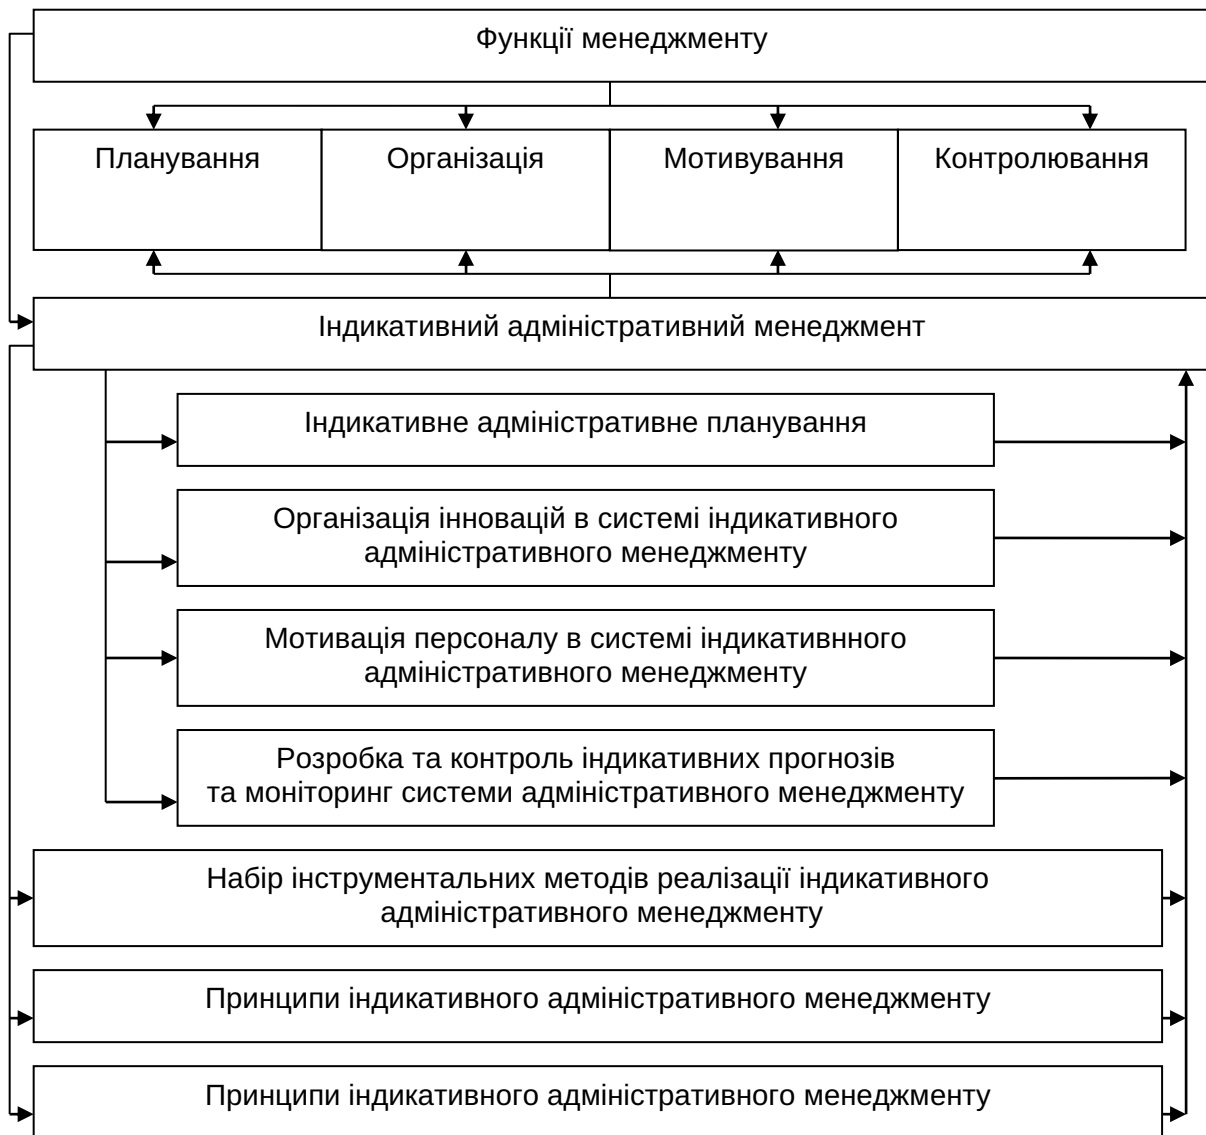 Функції менеджменту
Планування
Організація
Мотивування
Контролювання
Індикативний адміністративний менеджмент
Індикативне адміністративне планування
Організація інновацій в системі індикативного
адміністративного менеджменту
Мотивація персоналу в системі індикативнного
адміністративного менеджменту
Розробка та контроль індикативних прогнозів
та моніторинг системи адміністративного менеджменту
Набір інструментальних методів реалізації індикативного
адміністративного менеджменту
Принципи індикативного адміністративного менеджменту
Принципи індикативного адміністративного менеджменту